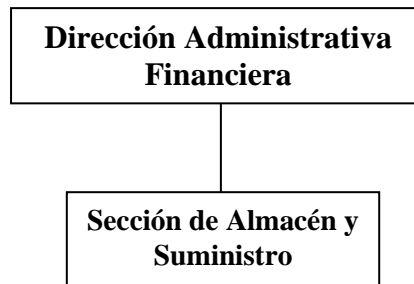 Dirección Administrativa
Financiera
Sección de Almacén y
Suministro